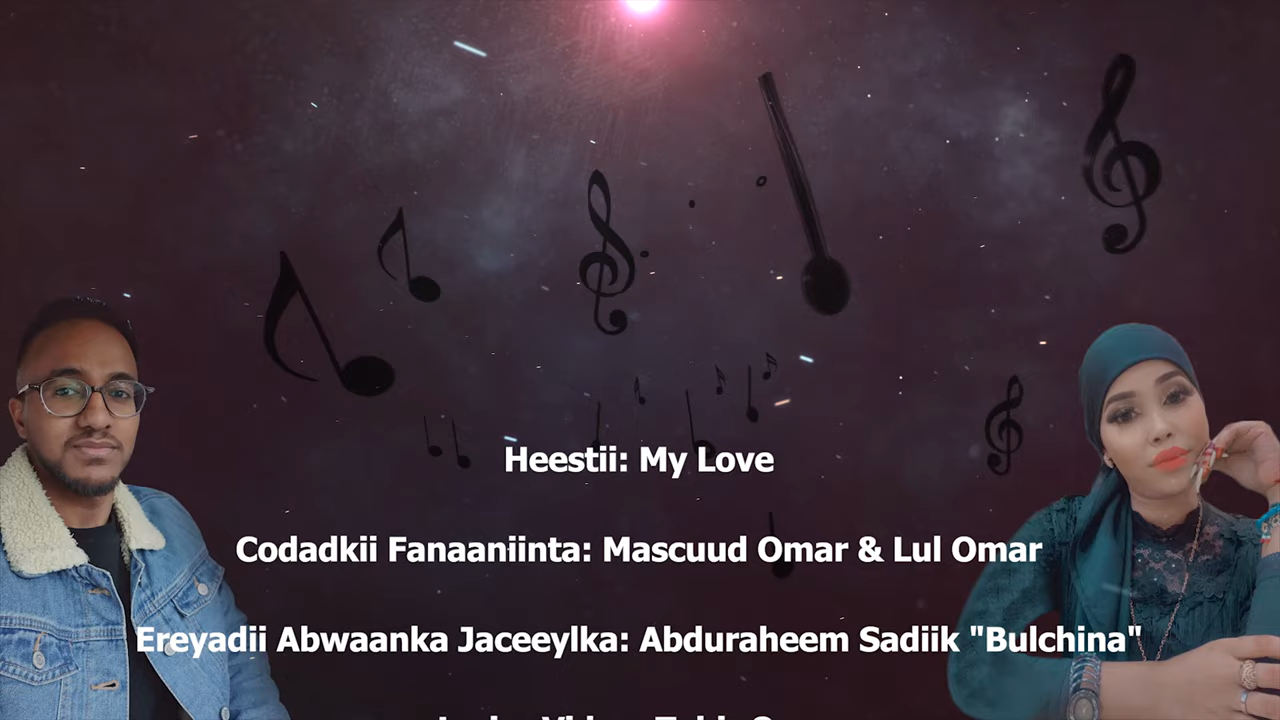 Heestii: My Love
Codadkii Fanaaniinta: Mascuud Omar & Lul Omar
Ereyadii Abwaanka Jaceeylka: Abduraheem Sadiik "Bulchina"